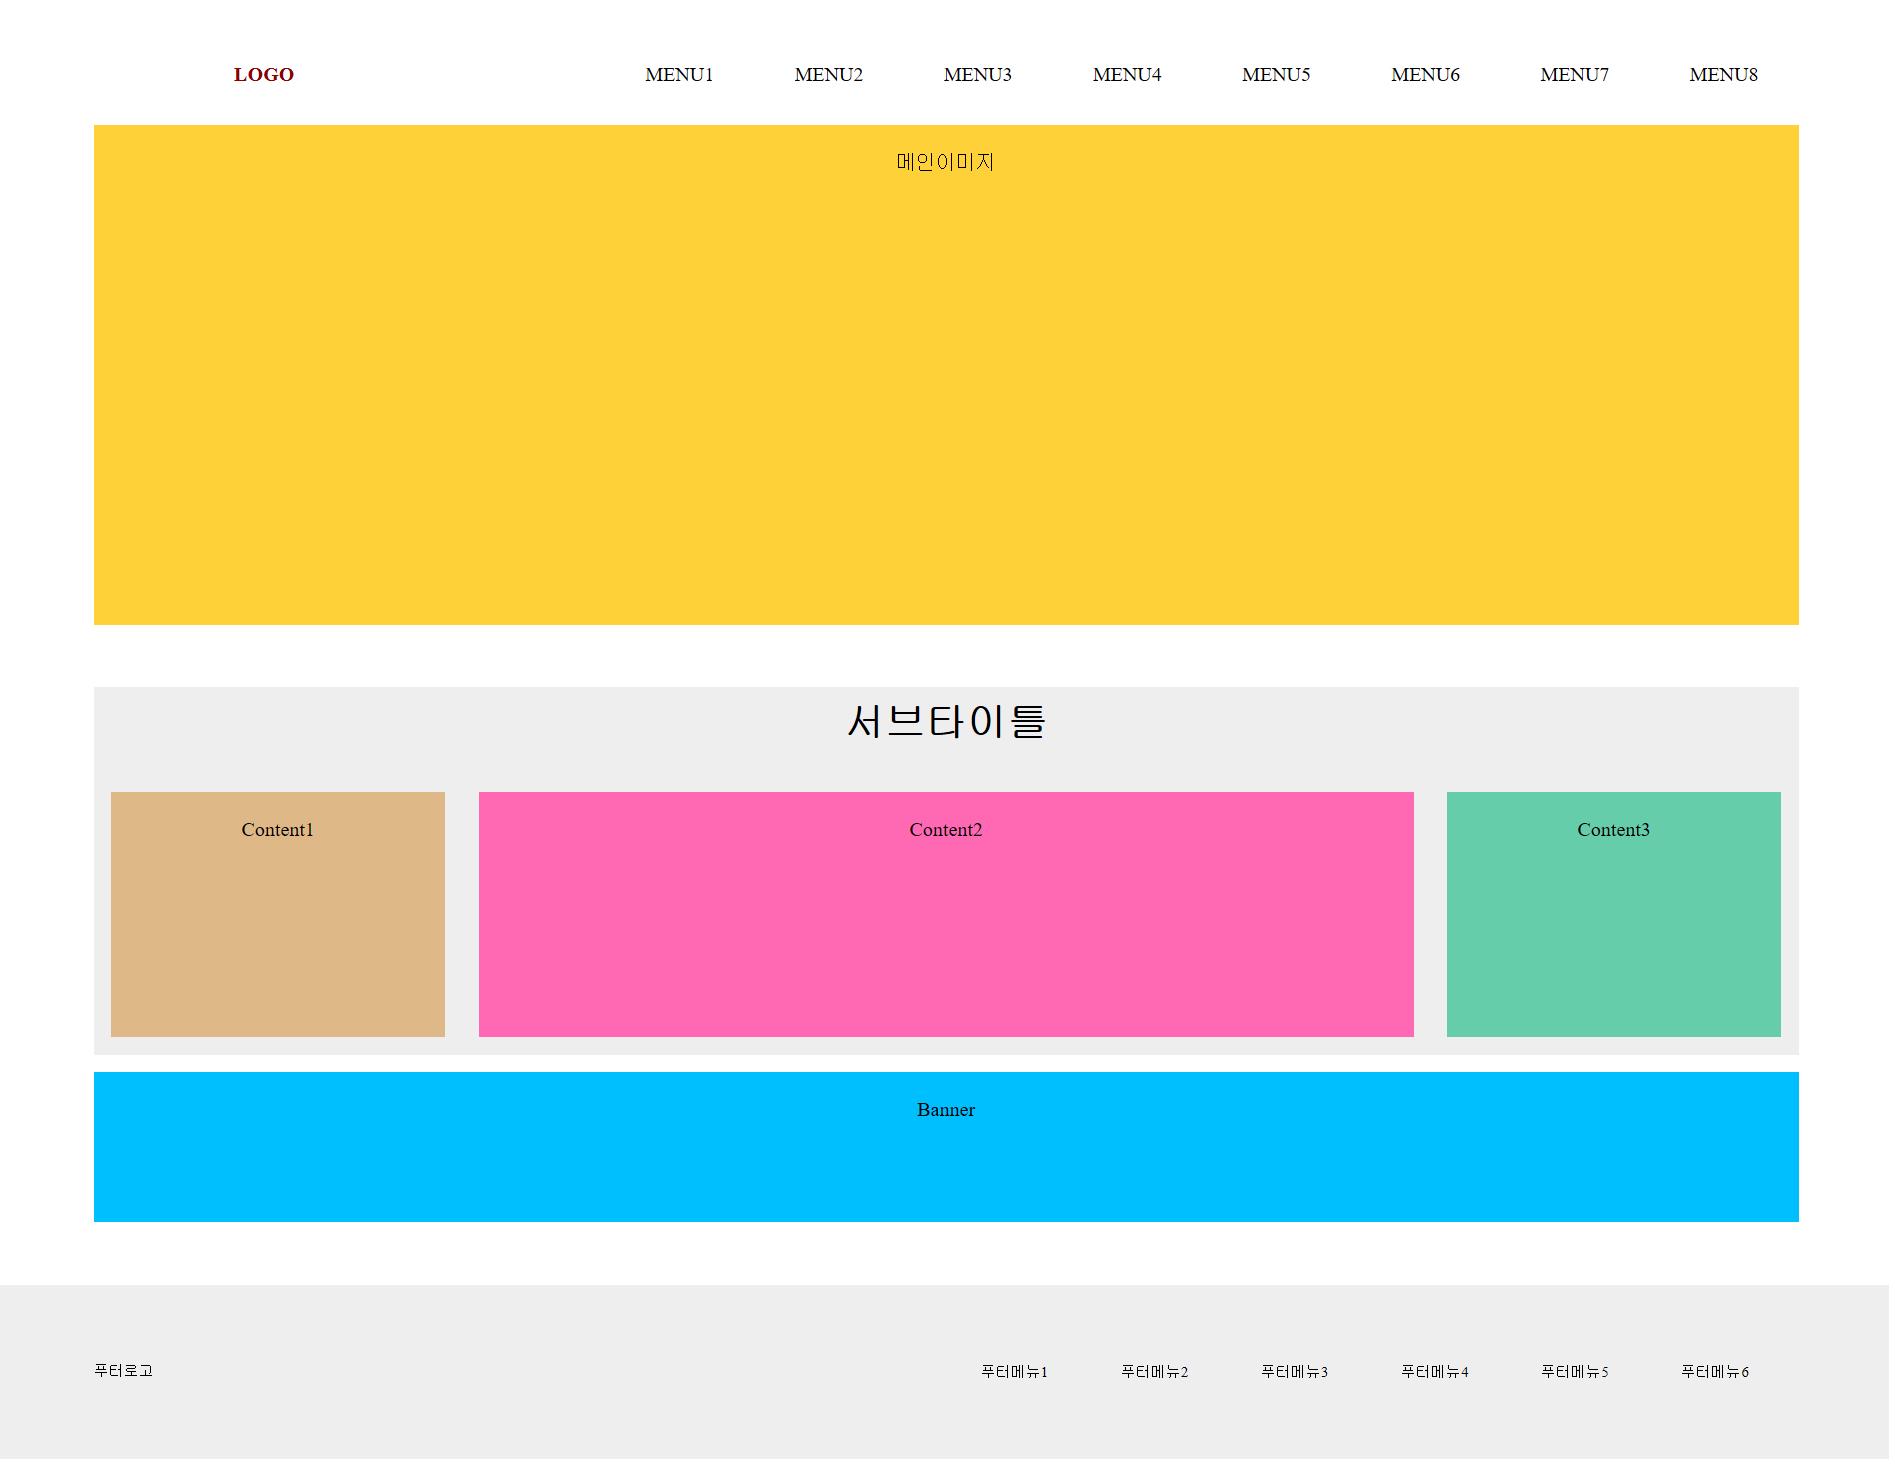 LOGO MENU1 MENU2 MENU3 MENU4 MENU5 MENU6 MENU7 MENU8
메인이미지
서브타이틀
Content1 Content2 Content3
Banner
푸터로고 푸터메뉴1 푸터메뉴2 푸터메뉴3 푸터메뉴4 푸터메뉴5 푸터메뉴6